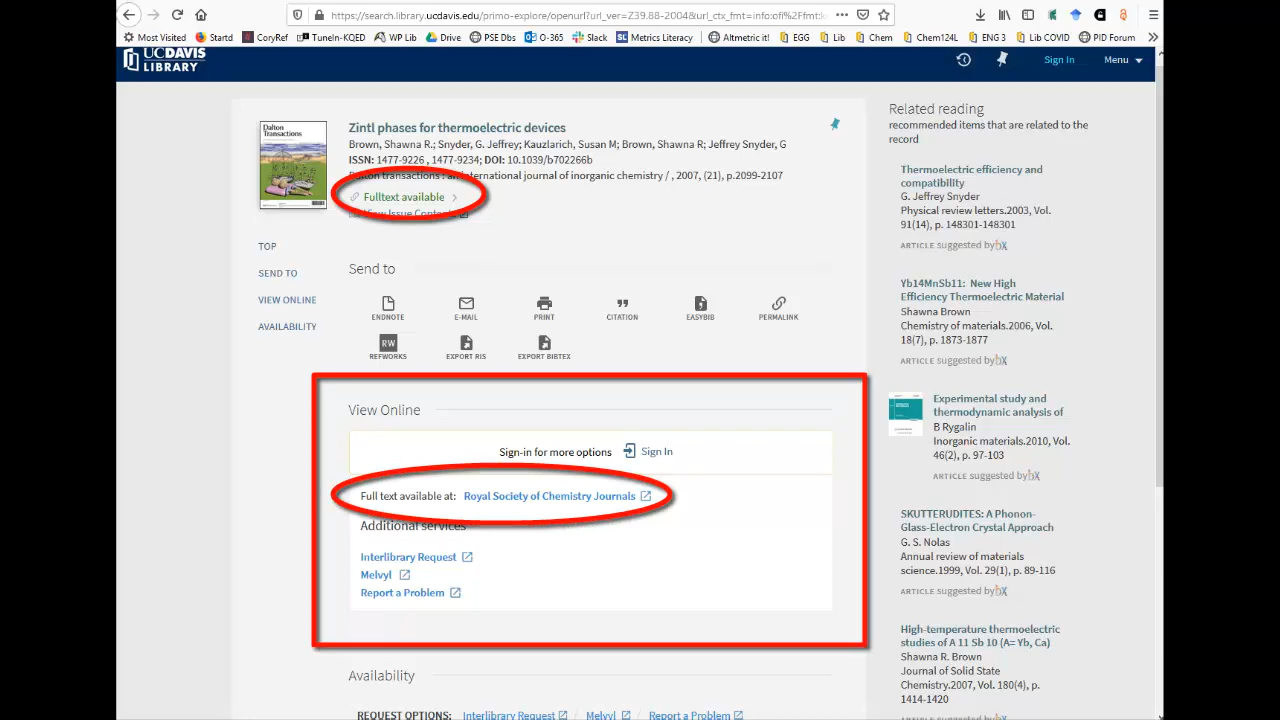 https://search.library.ucdavis.edu/primo-explore/openurl?url_ver=Z39.88-2004&url_ctx_fmt=info:ofi%2Ffmt:k
Most Visited Startd CoryRef TuneIn-KQED WP Lib Drive PSE Dbs O-365 Slack Metrics Literacy Altmetric it! EGG Lib Chem Chem124L ENG 3 Lib COVID PID Forum
UCDAVIS
LIBRARY
Sign In
Menu
Dalton
Transactions
Zintl phases for thermoelectric devices
Brown, Shawna R.; Snyder, G. Jeffrey; Kauzlarich, Susan M; Brown, Shawna R; Jeffrey Snyder, G
ISSN: 1477-9226 , 1477-9234; DOI: 10.1039/b702266b
Dalton transactions : an international journal of inorganic chemistry / , 2007, (21), p.2099-2107
Fulltext available
View Issue Contents
TOP
SEND TO
VIEW ONLINE
AVAILABILITY
Send to
ENDNOTE
E-MAIL
PRINT
CITATION
EASYBIB
PERMALINK
RW
REFWORKS
EXPORT RIS
EXPORT BIBTEX
View Online
Sign-in for more options Sign In
Full text available at: Royal Society of Chemistry Journals
Additional services
Interlibrary Request
Melvyl
Report a Problem
Availability
REQUEST OPTIONS: Interlibrary Request / Melvyl / Report a Problem
Related reading
recommended items that are related to the
record
Thermoelectric efficiency and
compatibility
G. Jeffrey Snyder
Physical review letters.2003, Vol.
91(14), p. 148301-148301
ARTICLE suggested by bX
Yb14MnSb11: New High
Efficiency Thermoelectric Material
Shawna Brown
Chemistry of materials.2006, Vol.
18(7), p. 1873-1877
ARTICLE suggested by bX
Experimental study and
thermodynamic analysis of
B Rygalin
Inorganic materials.2010, Vol.
46(2), p. 97-103
ARTICLE suggested by bX
SKUTTERUDITES: A Phonon-
Glass-Electron Crystal Approach
G. S. Nolas
Annual review of materials
science.1999, Vol. 29(1), p. 89-116
ARTICLE suggested by bX
High-temperature thermoelectric
studies of A 11 Sb 10 (A= Yb, Ca)
Shawna R. Brown
Journal of Solid State
Chemistry.2007, Vol. 180(4), p.
1414-1420